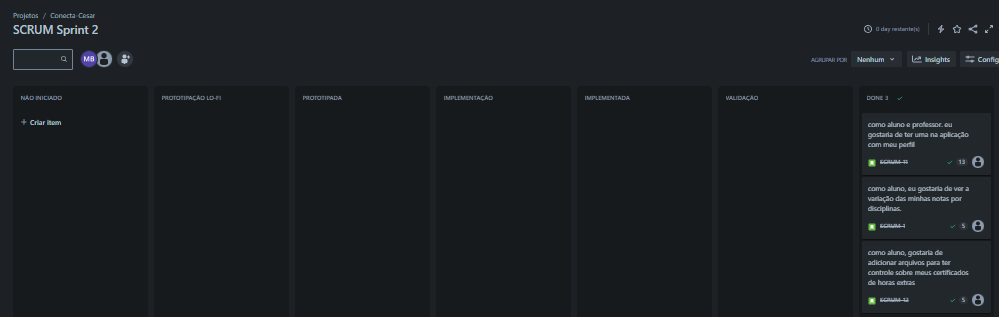 Projetos / Conecta-Cesar
SCRUM Sprint 2
0 day restante(s)
MB
AGRUPAR POR
Nenhum
Insights
Config
NÃO INICIADO
PROTOTIPAÇÃO LO-FI
PROTOTIPADA
IMPLEMENTAÇÃO
IMPLEMENTADA
VALIDAÇÃO
DONE 3
+ Criar item
como aluno e professor. eu
gostaria de ter uma na aplicação
com meu perfil
SCRUM-11
13
como aluno, eu gostaria de ver a
variação das minhas notas por
disciplinas.
SCRUM-1
5
como aluno, gostaria de
adicionar arquivos para ter
controle sobre meus certificados
de horas extras
SCRUM-13
5